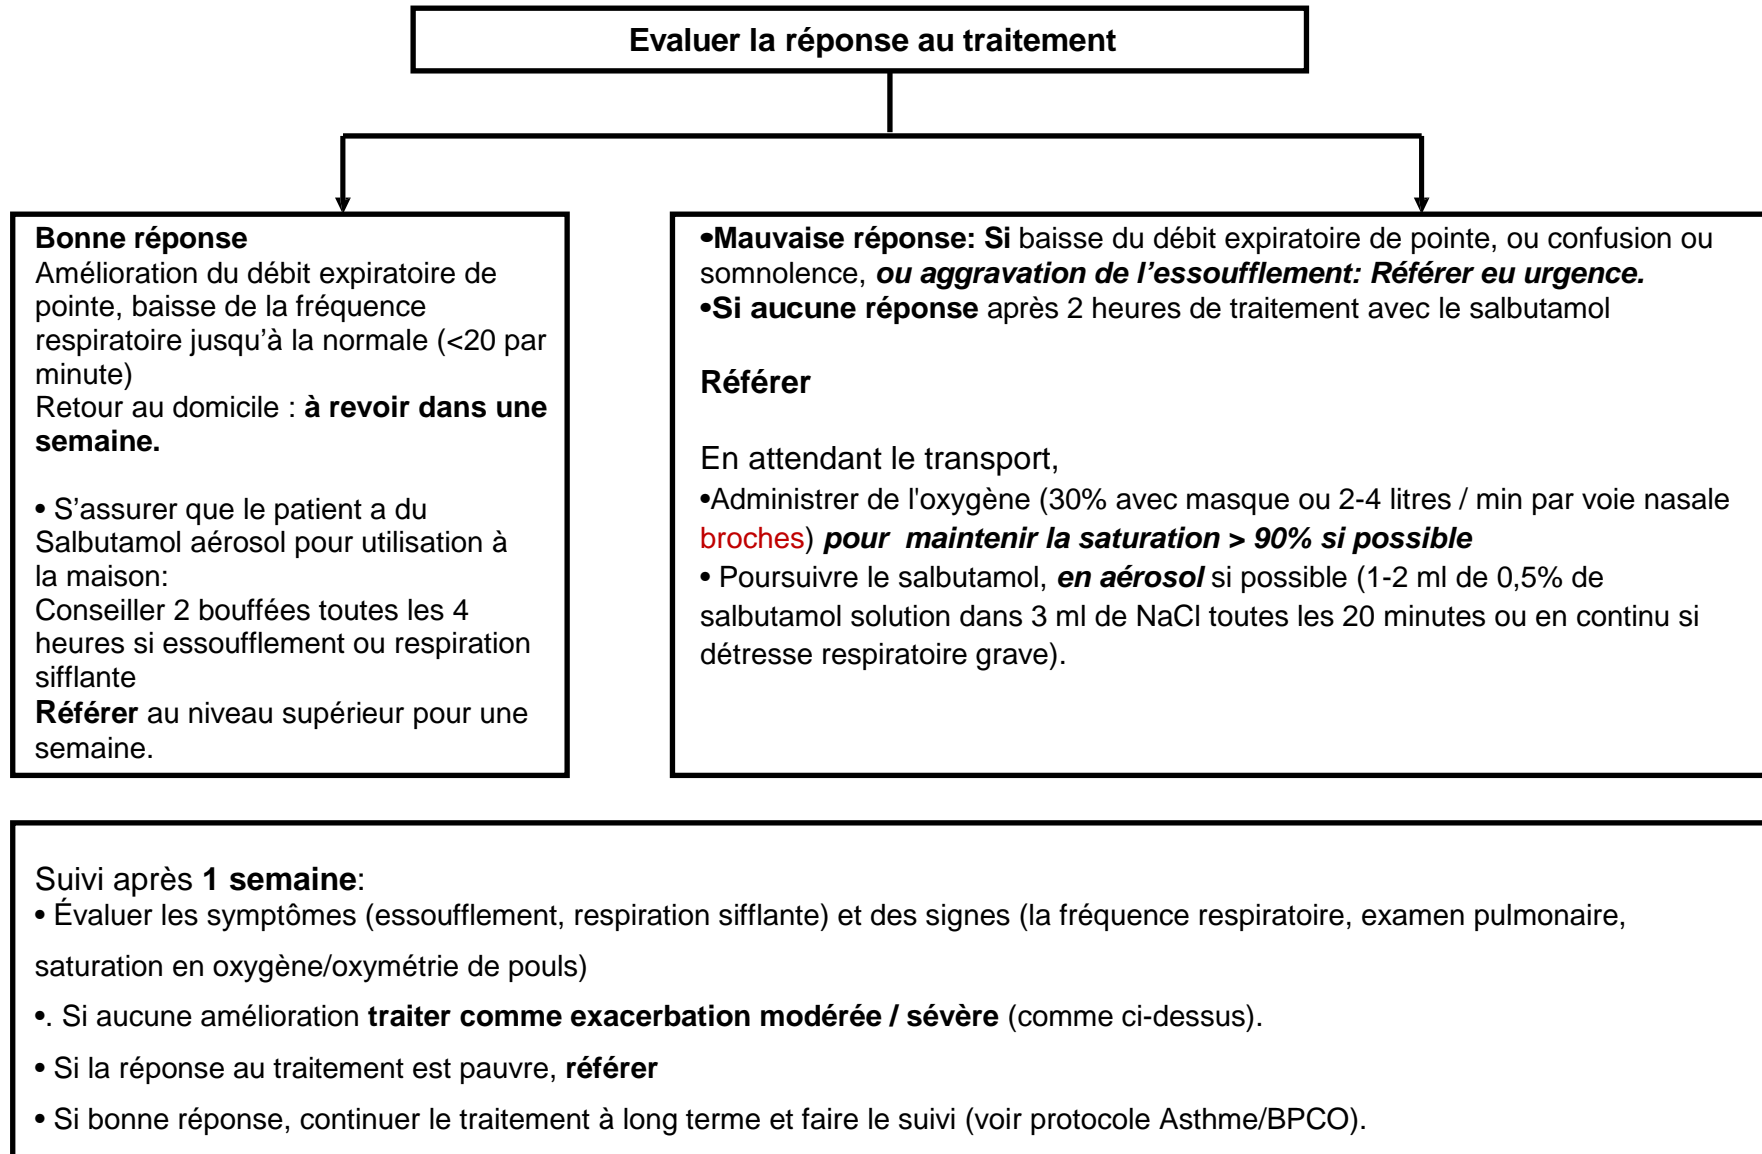 Evaluer la réponse au traitement
Bonne réponse
Amélioration du débit expiratoire de
pointe, baisse de la fréquence
respiratoire jusqu’à la normale (<20 par
minute)
Retour au domicile : à revoir dans une
semaine.
• S’assurer que le patient a du
Salbutamol aérosol pour utilisation à
la maison:
Conseiller 2 bouffées toutes les 4
heures si essoufflement ou respiration
sifflante
Référer au niveau supérieur pour une
semaine.
•Mauvaise réponse: Si baisse du débit expiratoire de pointe, ou confusion ou
somnolence, ou aggravation de l’essoufflement: Référer eu urgence.
•Si aucune réponse après 2 heures de traitement avec le salbutamol
Référer
En attendant le transport,
•Administrer de l'oxygène (30% avec masque ou 2-4 litres / min par voie nasale
broches) pour maintenir la saturation > 90% si possible
• Poursuivre le salbutamol, en aérosol si possible (1-2 ml de 0,5% de
salbutamol solution dans 3 ml de NaCl toutes les 20 minutes ou en continu si
détresse respiratoire grave).
Suivi après 1 semaine:
• Évaluer les symptômes (essoufflement, respiration sifflante) et des signes (la fréquence respiratoire, examen pulmonaire,
saturation en oxygène/oxymétrie de pouls)
•. Si aucune amélioration traiter comme exacerbation modérée / sévère (comme ci-dessus).
• Si la réponse au traitement est pauvre, référer
• Si bonne réponse, continuer le traitement à long terme et faire le suivi (voir protocole Asthme/BPCO).